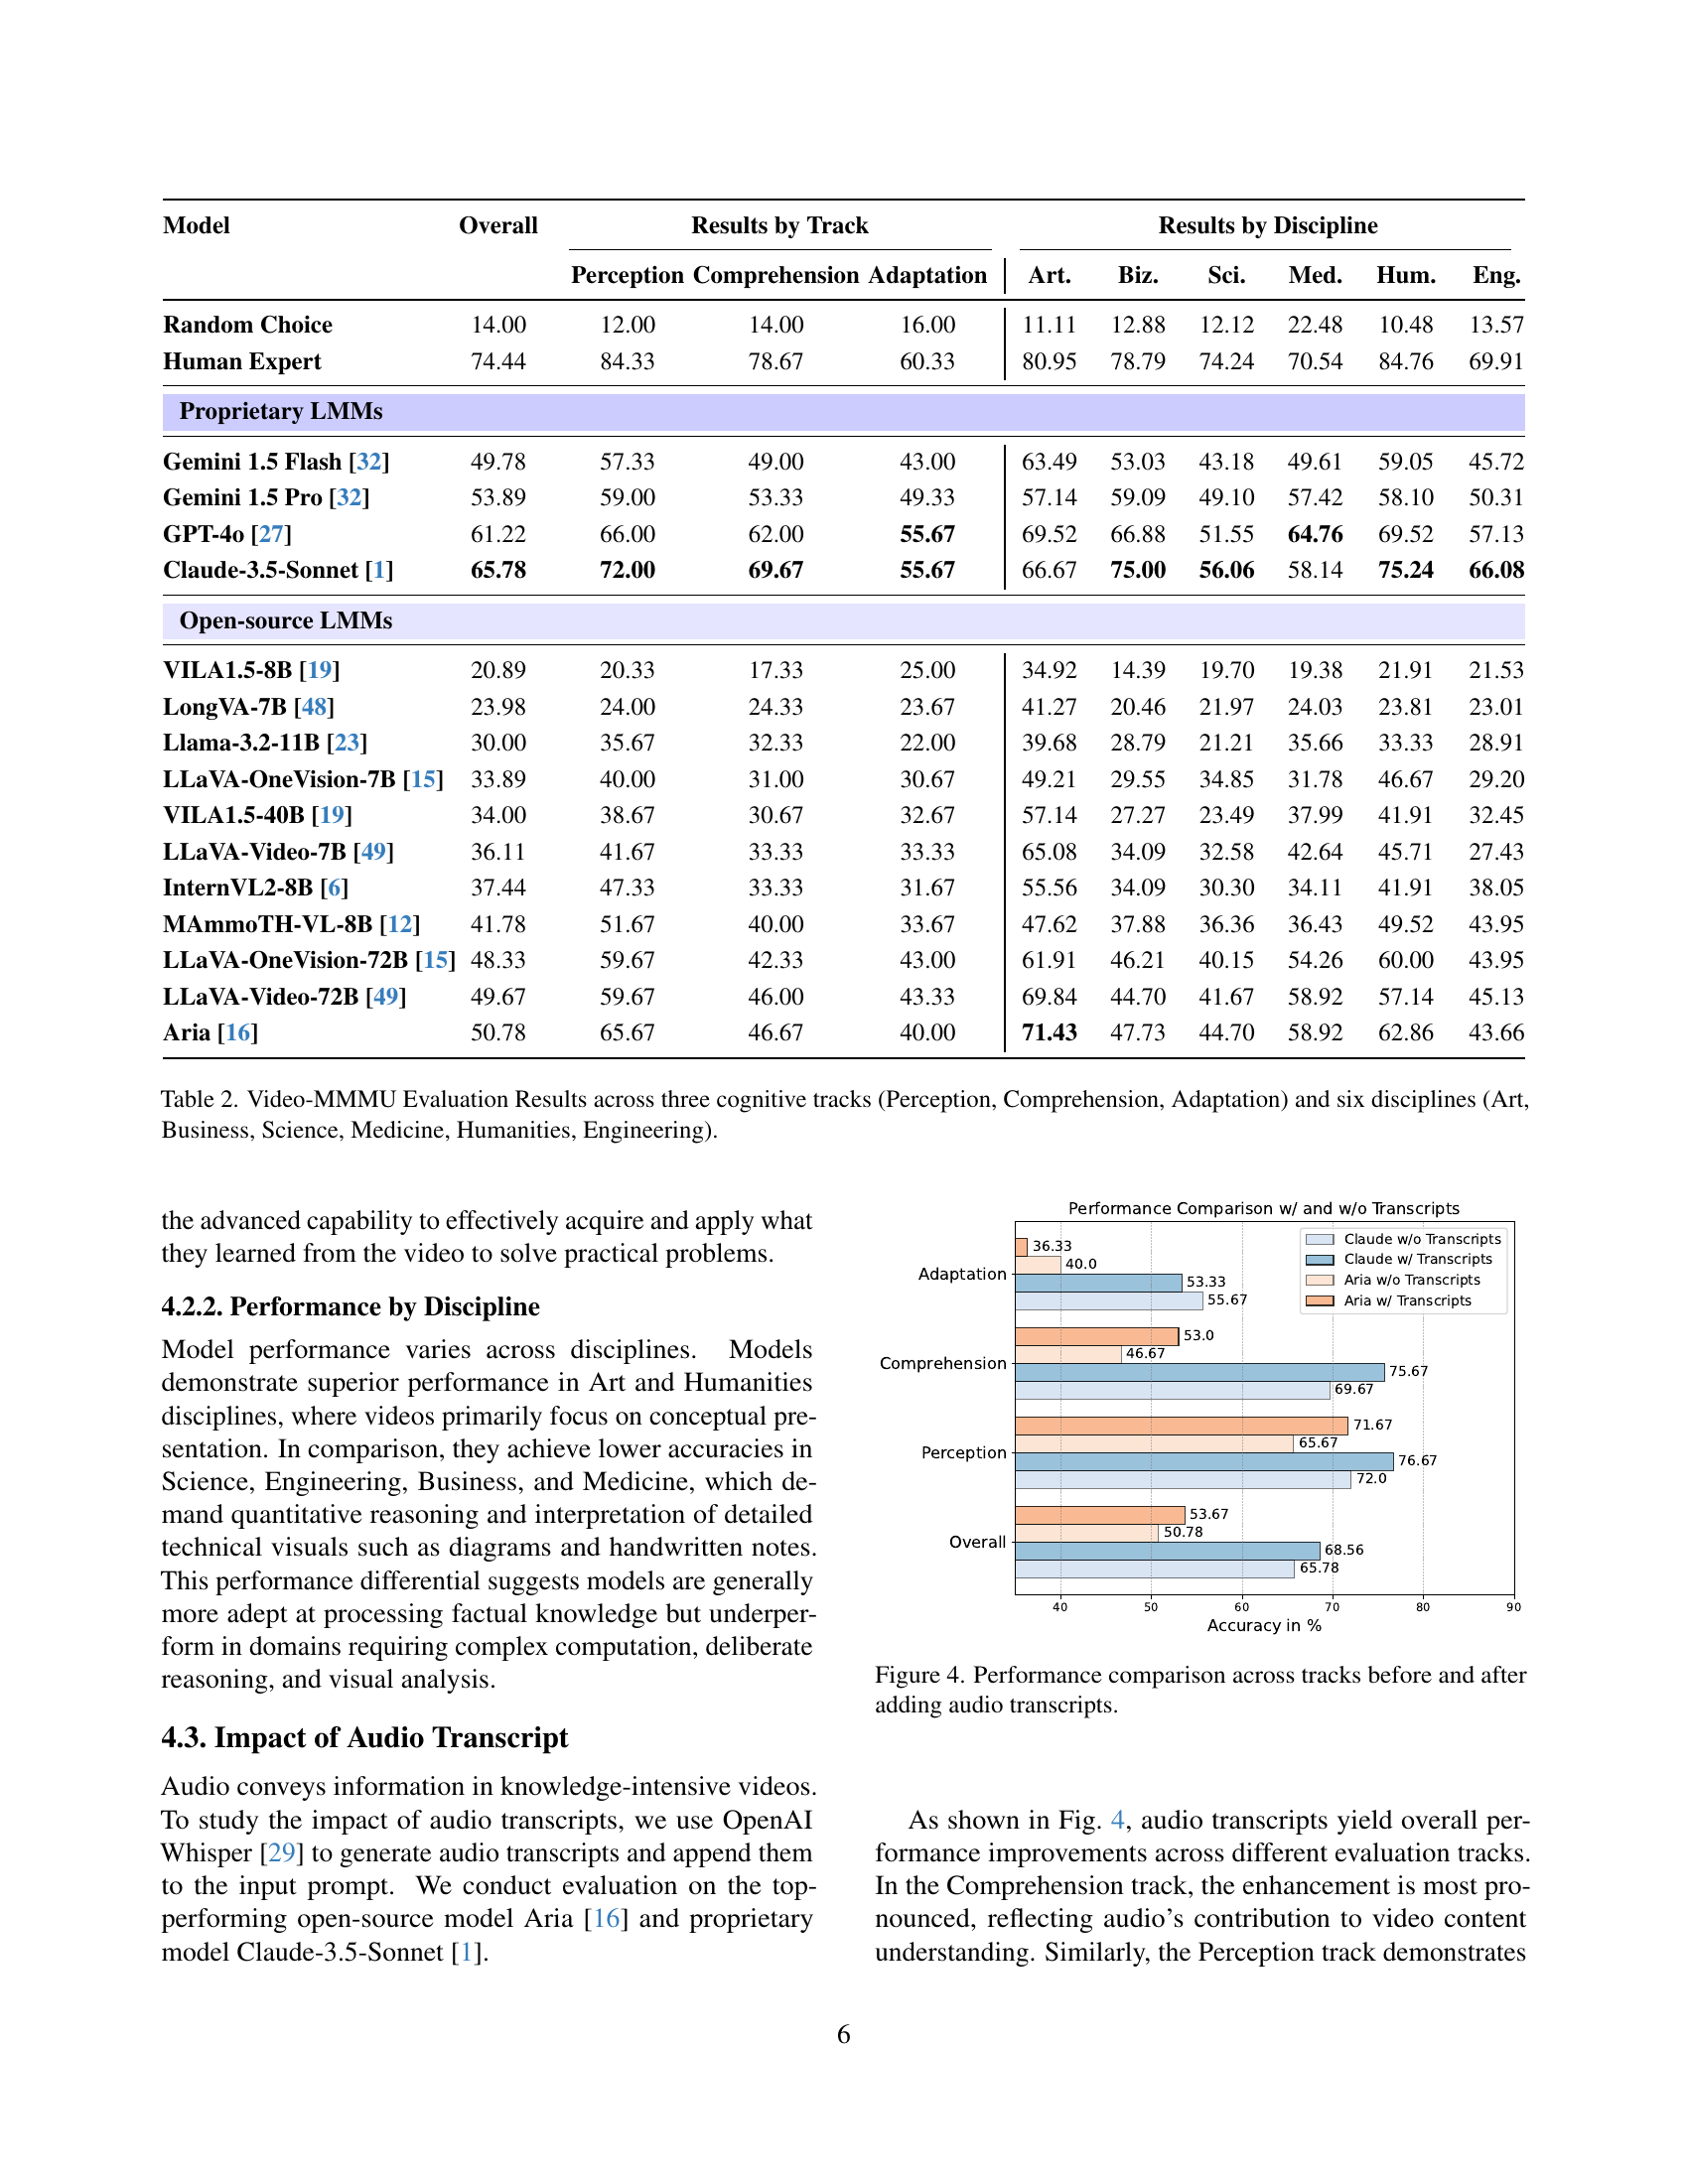 Model Overall Results by Track Results by Discipline
Perception Comprehension Adaptation Art. Biz. Sci. Med. Hum. Eng.
Random Choice 14.00 12.00 14.00 16.00 11.11 12.88 12.12 22.48 10.48 13.57
Human Expert 74.44 84.33 78.67 60.33 80.95 78.79 74.24 70.54 84.76 69.91
Proprietary LMMs
Gemini 1.5 Flash [32] 49.78 57.33 49.00 43.00 63.49 53.03 43.18 49.61 59.05 45.72
Gemini 1.5 Pro [32] 53.89 59.00 53.33 49.33 57.14 59.09 49.10 57.42 58.10 50.31
GPT-4o [27] 61.22 66.00 62.00 55.67 69.52 66.88 51.55 64.76 69.52 57.13
Claude-3.5-Sonnet [1] 65.78 72.00 69.67 55.67 66.67 75.00 56.06 58.14 75.24 66.08
Open-source LMMs
VILA1.5-8B [19] 20.89 20.33 17.33 25.00 34.92 14.39 19.70 19.38 21.91 21.53
LongVA-7B [48] 23.98 24.00 24.33 23.67 41.27 20.46 21.97 24.03 23.81 23.01
Llama-3.2-11B [23] 30.00 35.67 32.33 22.00 39.68 28.79 21.21 35.66 33.33 28.91
LLaVA-OneVision-7B [15] 33.89 40.00 31.00 30.67 49.21 29.55 34.85 31.78 46.67 29.20
VILA1.5-40B [19] 34.00 38.67 30.67 32.67 57.14 27.27 23.49 37.99 41.91 32.45
LLaVA-Video-7B [49] 36.11 41.67 33.33 33.33 65.08 34.09 32.58 42.64 45.71 27.43
InternVL2-8B [6] 37.44 47.33 33.33 31.67 55.56 34.09 30.30 34.11 41.91 38.05
MAmmoTH-VL-8B [12] 41.78 51.67 40.00 33.67 47.62 37.88 36.36 36.43 49.52 43.95
LLaVA-OneVision-72B [15] 48.33 59.67 42.33 43.00 61.91 46.21 40.15 54.26 60.00 43.95
LLaVA-Video-72B [49] 49.67 59.67 46.00 43.33 69.84 44.70 41.67 58.92 57.14 45.13
Aria [16] 50.78 65.67 46.67 40.00 71.43 47.73 44.70 58.92 62.86 43.66
Table 2. Video-MMMU Evaluation Results across three cognitive tracks (Perception, Comprehension, Adaptation) and six disciplines (Art,
Business, Science, Medicine, Humanities, Engineering).
the advanced capability to effectively acquire and apply what
they learned from the video to solve practical problems.
4.2.2. Performance by Discipline
Model performance varies across disciplines. Models
demonstrate superior performance in Art and Humanities
disciplines, where videos primarily focus on conceptual pre-
sentation. In comparison, they achieve lower accuracies in
Science, Engineering, Business, and Medicine, which de-
mand quantitative reasoning and interpretation of detailed
technical visuals such as diagrams and handwritten notes.
This performance differential suggests models are generally
more adept at processing factual knowledge but underper-
form in domains requiring complex computation, deliberate
reasoning, and visual analysis.
4.3. Impact of Audio Transcript
Audio conveys information in knowledge-intensive videos.
To study the impact of audio transcripts, we use OpenAI
Whisper [29] to generate audio transcripts and append them
to the input prompt. We conduct evaluation on the top-
performing open-source model Aria [16] and proprietary
model Claude-3.5-Sonnet [1].
Performance Comparison w/ and w/o Transcripts
Claude w/o Transcripts
Claude w/ Transcripts
Aria w/o Transcripts
Aria w/ Transcripts
36.33
40.0
Adaptation
53.33
55.67
53.0
46.67
Comprehension
75.67
69.67
71.67
65.67
Perception
76.67
72.0
53.67
50.78
Overall
68.56
65.78
40 50 60 70 80 90
Accuracy in %
Figure 4. Performance comparison across tracks before and after
adding audio transcripts.
As shown in Fig. 4, audio transcripts yield overall per-
formance improvements across different evaluation tracks.
In the Comprehension track, the enhancement is most pro-
nounced, reflecting audio's contribution to video content
understanding. Similarly, the Perception track demonstrates
6